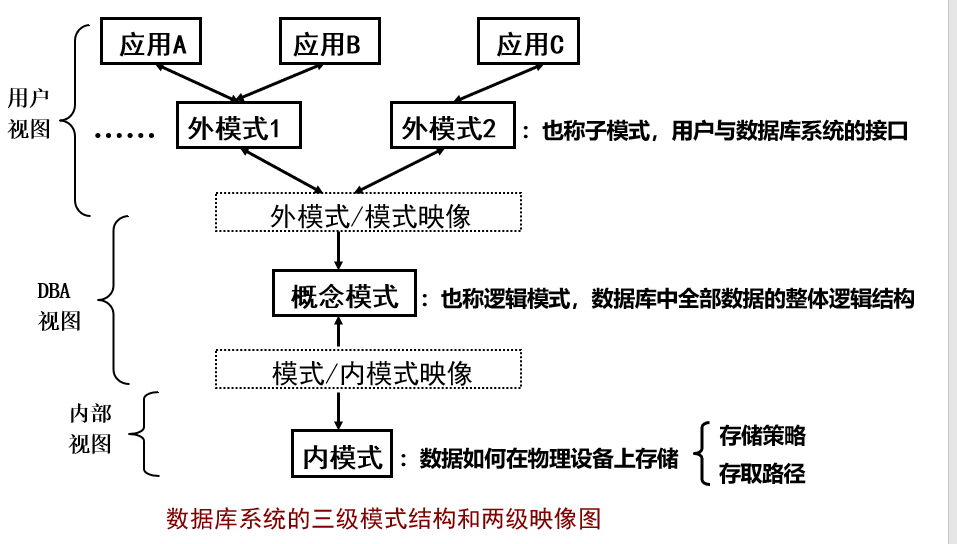 应用A 应用B 应用C
用户
视图
…… 外模式1 外模式2 ：也称子模式，用户与数据库系统的接口
外模式/模式映像
DBA
视图
概念模式 ：也称逻辑模式，数据库中全部数据的整体逻辑结构
模式/内模式映像
内部
视图
内模式 ：数据如何在物理设备上存储
存储策略
存取路径
数据库系统的三级模式结构和两级映像图